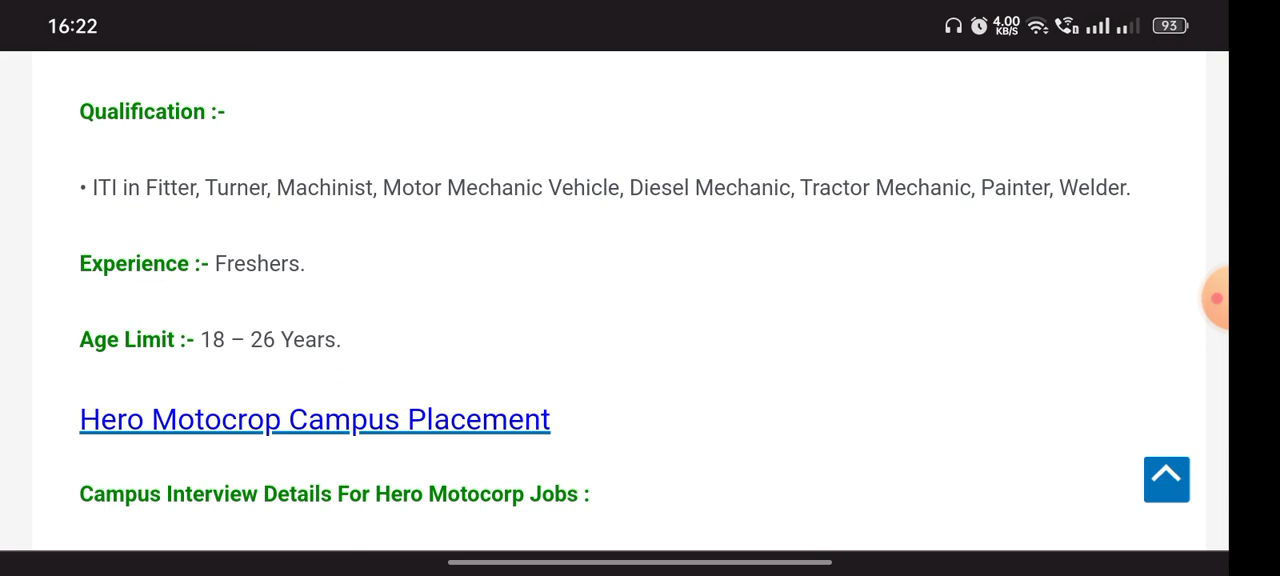 16:22
4.00
KB/S
93
Qualification :-
• ITI in Fitter, Turner, Machinist, Motor Mechanic Vehicle, Diesel Mechanic, Tractor Mechanic, Painter, Welder.
Experience :- Freshers.
Age Limit :- 18 – 26 Years.
Hero Motocrop Campus Placement
Campus Interview Details For Hero Motocorp Jobs :